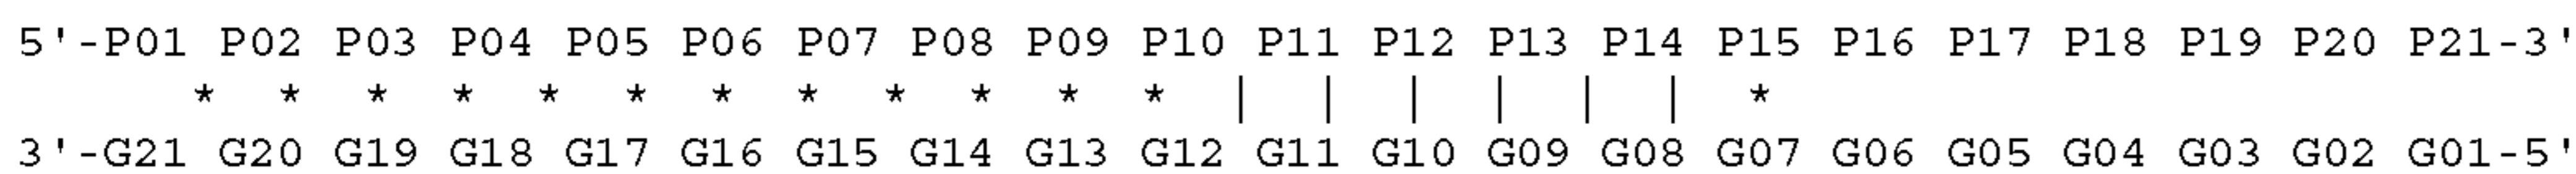 5'-P01 P02 P03 P04 P05 P06 P07 P08 P09 P10 P11 P12 P13 P14 P15 P16 P17 P18 P19 P20 P21-3'
      *  *  *  *  *  *  *  *  *  *  *  *  |  |  |  |  |  |  *
3'-G21 G20 G19 G18 G17 G16 G15 G14 G13 G12 G11 G10 G09 G08 G07 G06 G05 G04 G03 G02 G01-5'